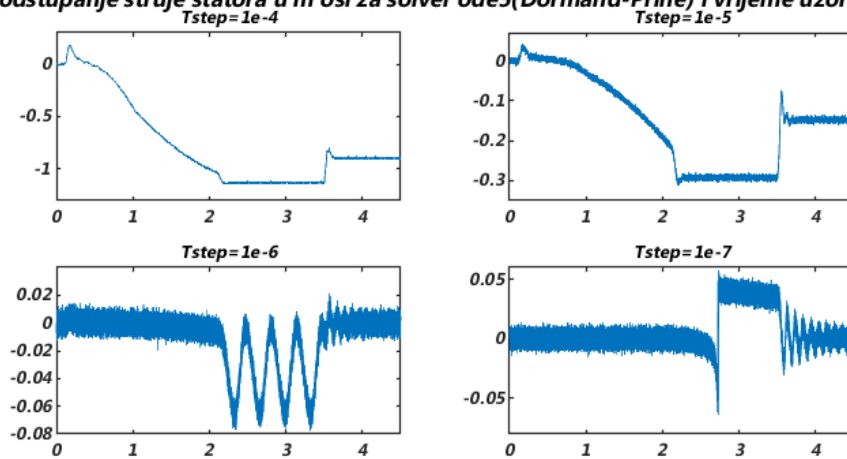 odstupanje struje statora u m osi za solver ode5(Dormand-Prine) i vrijeme uzor
Tstep=1e-4
Tstep=1e-5
0
-0.5
-1
0 1 2 3 4
0
-0.1
-0.2
-0.3
0 1 2 3 4
Tstep=1e-6
Tstep=1e-7
0.02
0
-0.02
-0.04
-0.06
-0.08
0 1 2 3 4
0.05
0
-0.05
0 1 2 3 4